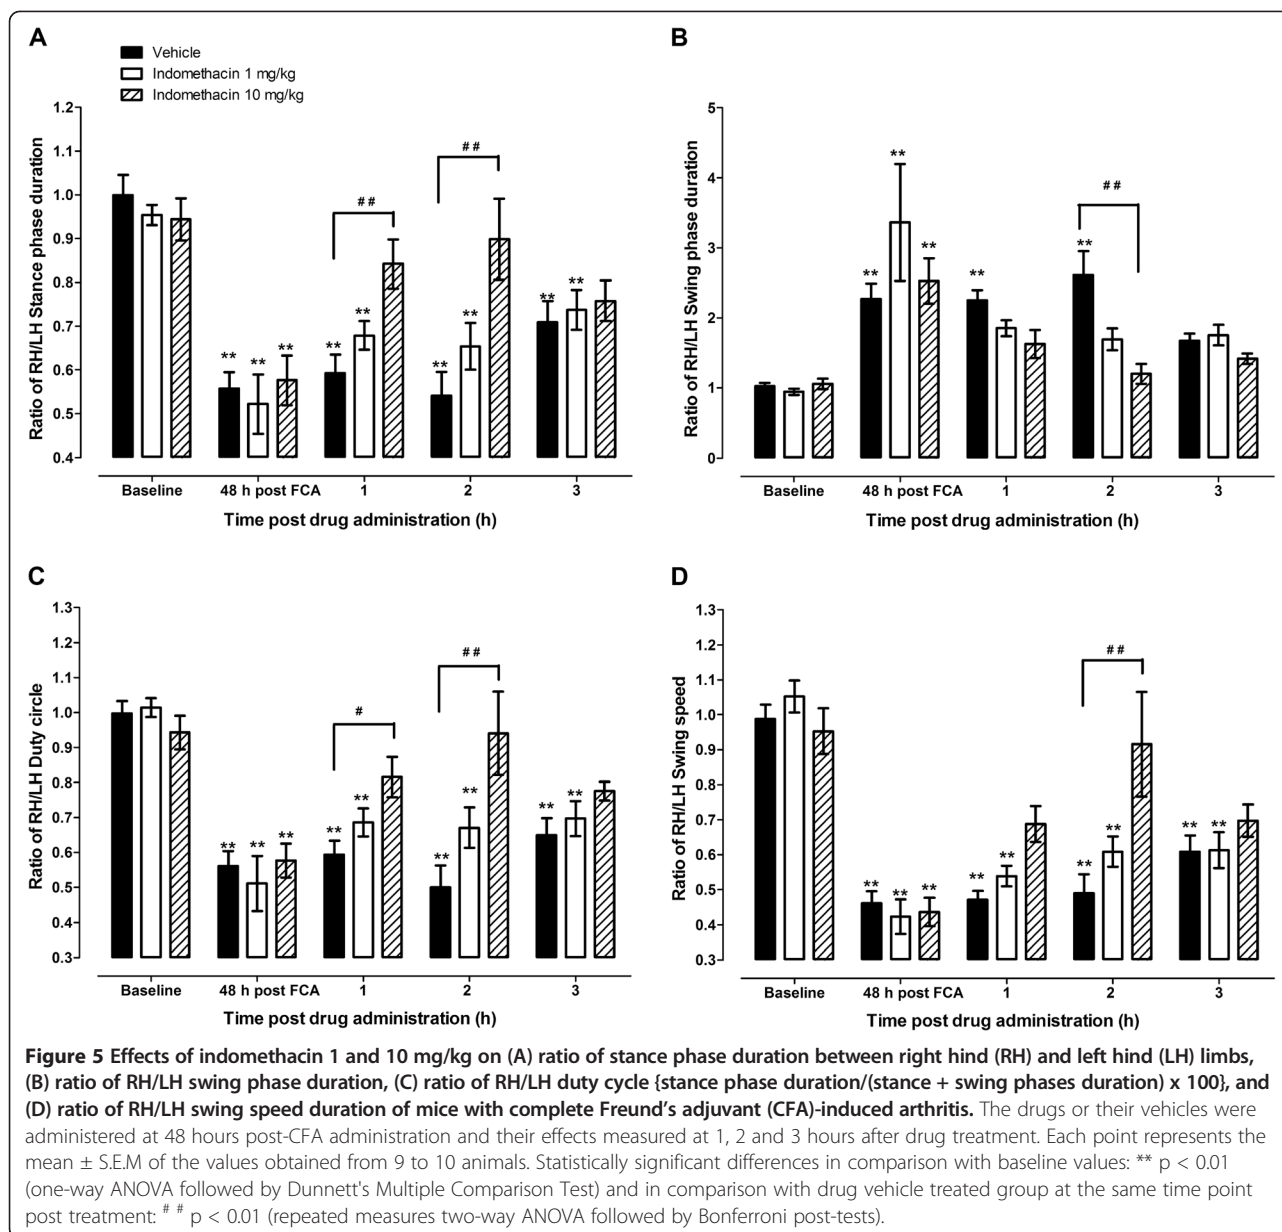 A
Vehicle
Indomethacin 1 mg/kg
Indomethacin 10 mg/kg
Ratio of RH/LH Stance phase duration
1.2
1.1
1.0
0.9
0.8
0.7
0.6
0.5
0.4
** ** **
** ** ##
** ** ##
** **
Baseline 48 h post FCA 1 2 3
Time post drug administration (h)
B
Ratio of RH/LH Swing phase duration
5
4
3
2
1
0
** ** **
**
** ##
Baseline 48 h post FCA 1 2 3
Time post drug administration (h)
C
Ratio of RH/LH Duty circle
1.3
1.2
1.1
1.0
0.9
0.8
0.7
0.6
0.5
0.4
0.3
** ** **
** ** #
** ** ##
** **
Baseline 48 h post FCA 1 2 3
Time post drug administration (h)
D
Ratio of RH/LH Swing speed
1.3
1.2
1.1
1.0
0.9
0.8
0.7
0.6
0.5
0.4
0.3
** ** **
** **
** ** ##
** **
Baseline 48 h post FCA 1 2 3
Time post drug administration (h)
Figure 5 Effects of indomethacin 1 and 10 mg/kg on (A) ratio of stance phase duration between right hind (RH) and left hind (LH) limbs,
(B) ratio of RH/LH swing phase duration, (C) ratio of RH/LH duty cycle {stance phase duration/(stance + swing phases duration) x 100}, and
(D) ratio of RH/LH swing speed duration of mice with complete Freund's adjuvant (CFA)-induced arthritis. The drugs or their vehicles were
administered at 48 hours post-CFA administration and their effects measured at 1, 2 and 3 hours after drug treatment. Each point represents the
mean ± S.E.M of the values obtained from 9 to 10 animals. Statistically significant differences in comparison with baseline values: ** p < 0.01
(one-way ANOVA followed by Dunnett's Multiple Comparison Test) and in comparison with drug vehicle treated group at the same time point
post treatment: # # p < 0.01 (repeated measures two-way ANOVA followed by Bonferroni post-tests).